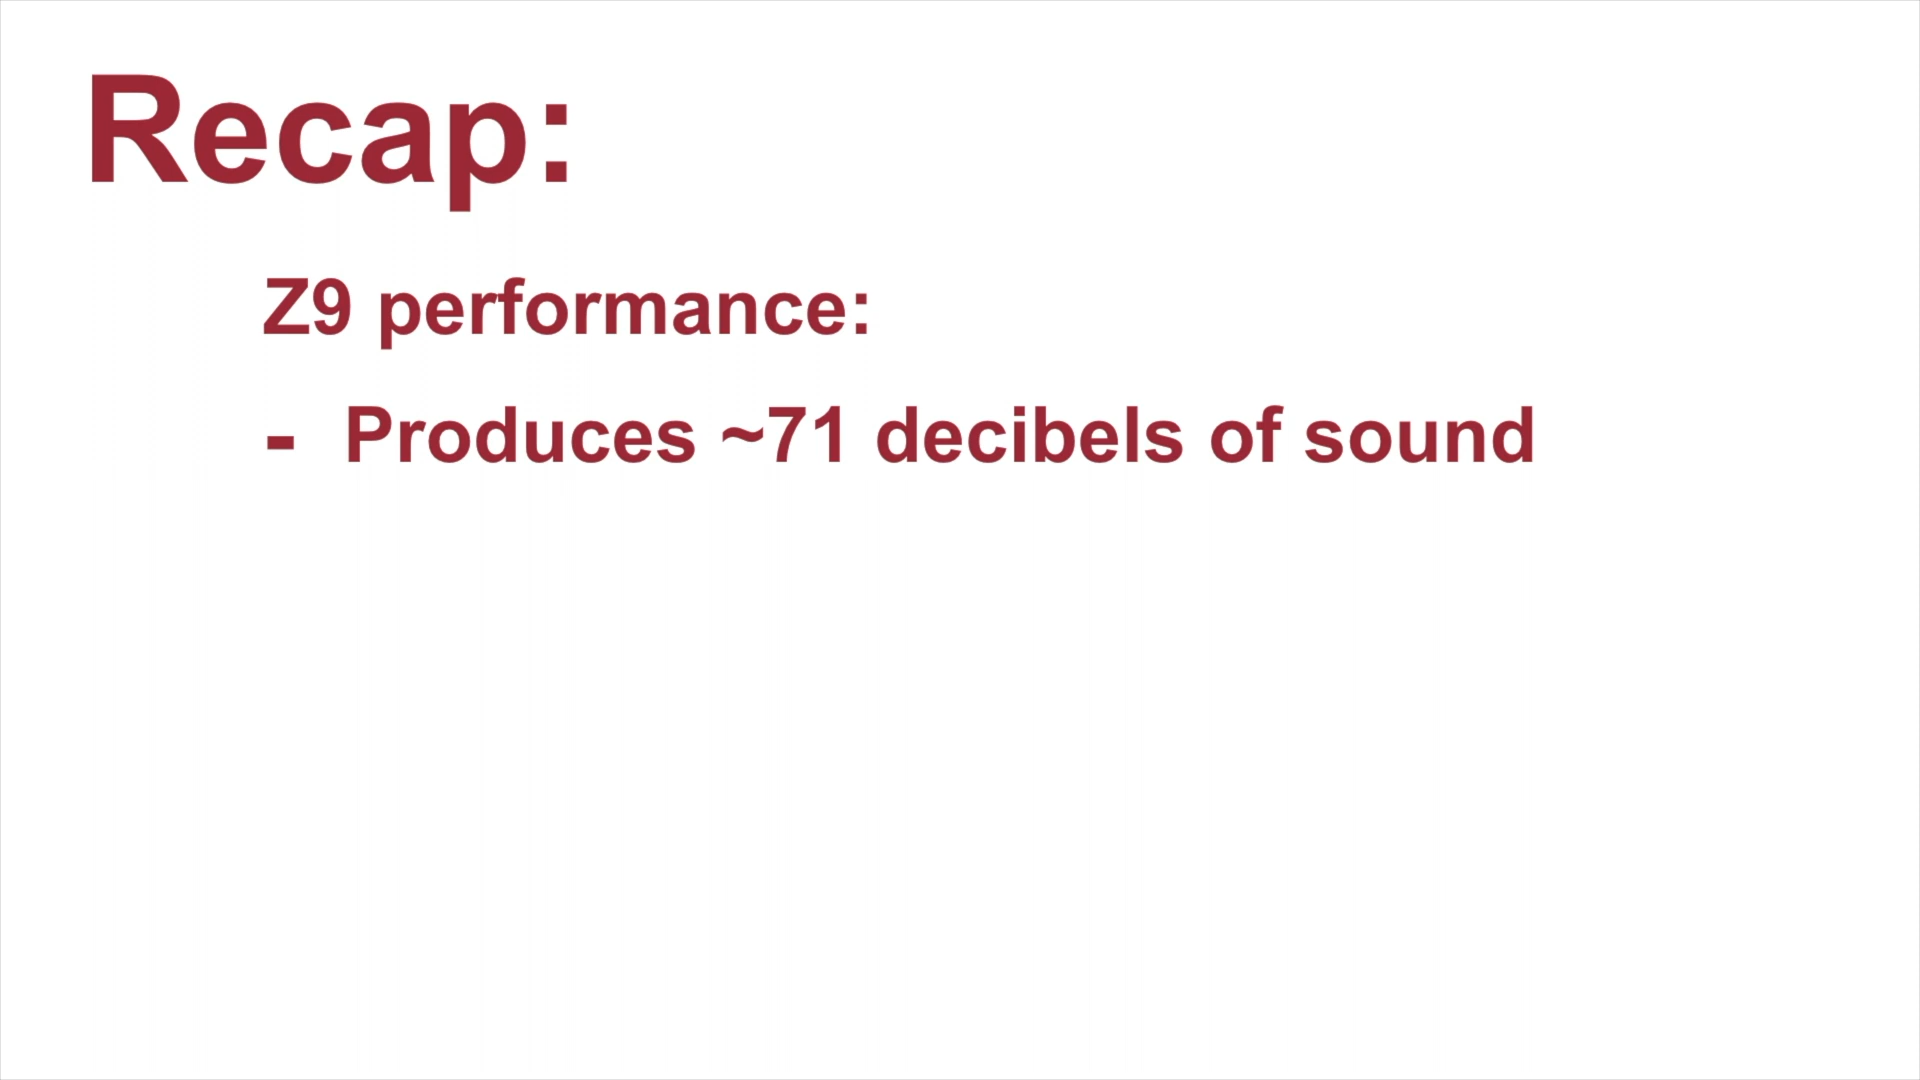 Recap:
Z9 performance:
- Produces ~71 decibels of sound